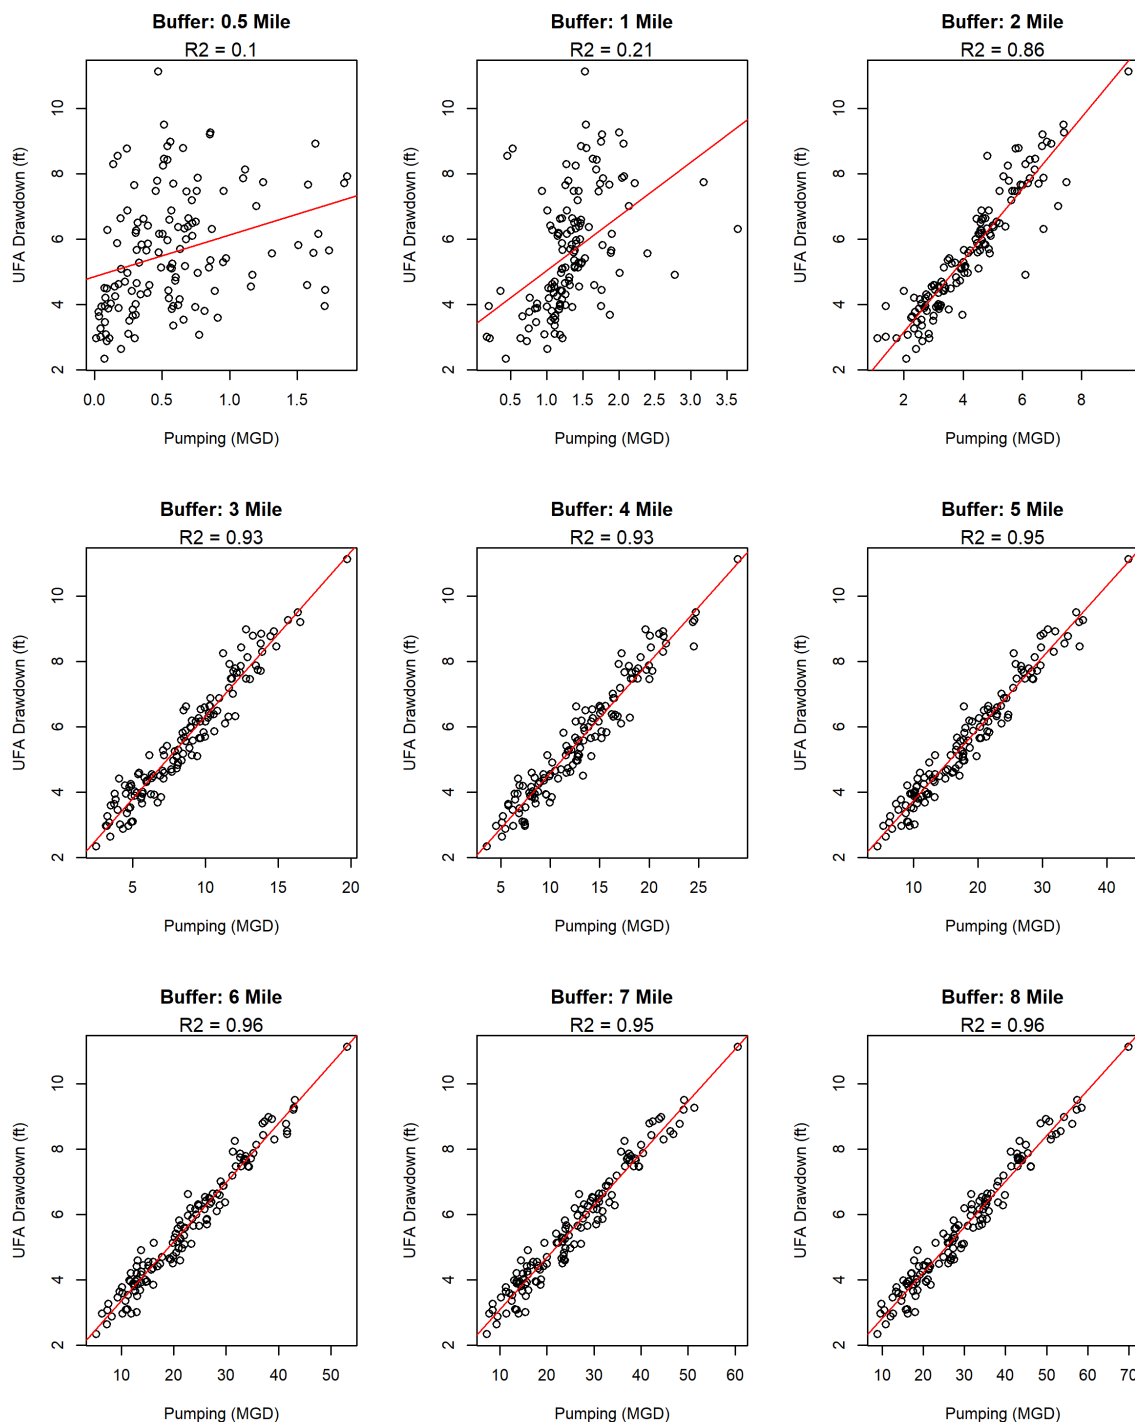 Buffer: 0.5 Mile
R2 = 0.1
UFA Drawdown (ft)
2 4 6 8 10
0.0 0.5 1.0 1.5
Pumping (MGD)
Buffer: 1 Mile
R2 = 0.21
UFA Drawdown (ft)
2 4 6 8 10
0.5 1.0 1.5 2.0 2.5 3.0 3.5
Pumping (MGD)
Buffer: 2 Mile
R2 = 0.86
UFA Drawdown (ft)
2 4 6 8 10
2 4 6 8
Pumping (MGD)
Buffer: 3 Mile
R2 = 0.93
UFA Drawdown (ft)
2 4 6 8 10
5 10 15 20
Pumping (MGD)
Buffer: 4 Mile
R2 = 0.93
UFA Drawdown (ft)
2 4 6 8 10
5 10 15 20 25
Pumping (MGD)
Buffer: 5 Mile
R2 = 0.95
UFA Drawdown (ft)
2 4 6 8 10
10 20 30 40
Pumping (MGD)
Buffer: 6 Mile
R2 = 0.96
UFA Drawdown (ft)
2 4 6 8 10
10 20 30 40 50
Pumping (MGD)
Buffer: 7 Mile
R2 = 0.95
UFA Drawdown (ft)
2 4 6 8 10
10 20 30 40 50 60
Pumping (MGD)
Buffer: 8 Mile
R2 = 0.96
UFA Drawdown (ft)
2 4 6 8 10
10 20 30 40 50 60 70
Pumping (MGD)